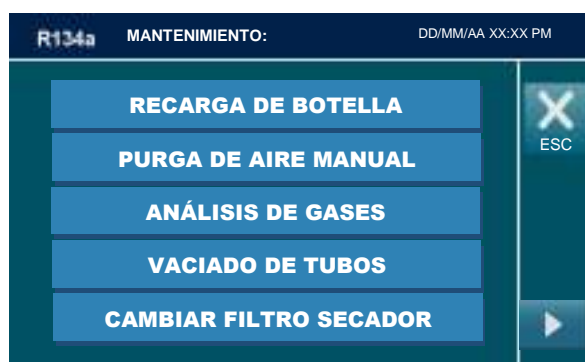 R134a MANTENIMIENTO: DD/MM/AA XX:XX PM
RECARGA DE BOTELLA
ESC
PURGA DE AIRE MANUAL
ANÁLISIS DE GASES
VACIADO DE TUBOS
CAMBIAR FILTRO SECADOR